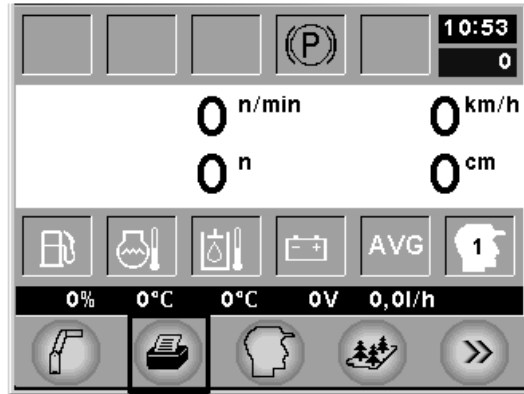 (P)
10:53
0
0 n/min 0 km/h
0 n 0 cm
- + AVG 1
0% 0°C 0°C 0V 0,0l/h
»